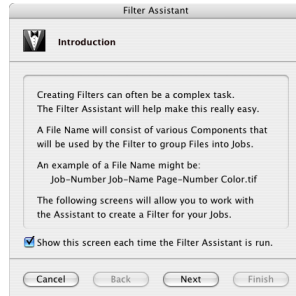 Filter Assistant
Introduction
Creating Filters can often be a complex task.
The Filter Assistant will help make this really easy.
A File Name will consist of various Components that
will be used by the Filter to group Files into Jobs.
An example of a File Name might be:
Job-Number Job-Name Page-Number Color.tif
The following screens will allow you to work with
the Assistant to create a Filter for your Jobs.
Show this screen each time the Filter Assistant is run.
Cancel Back Next Finish